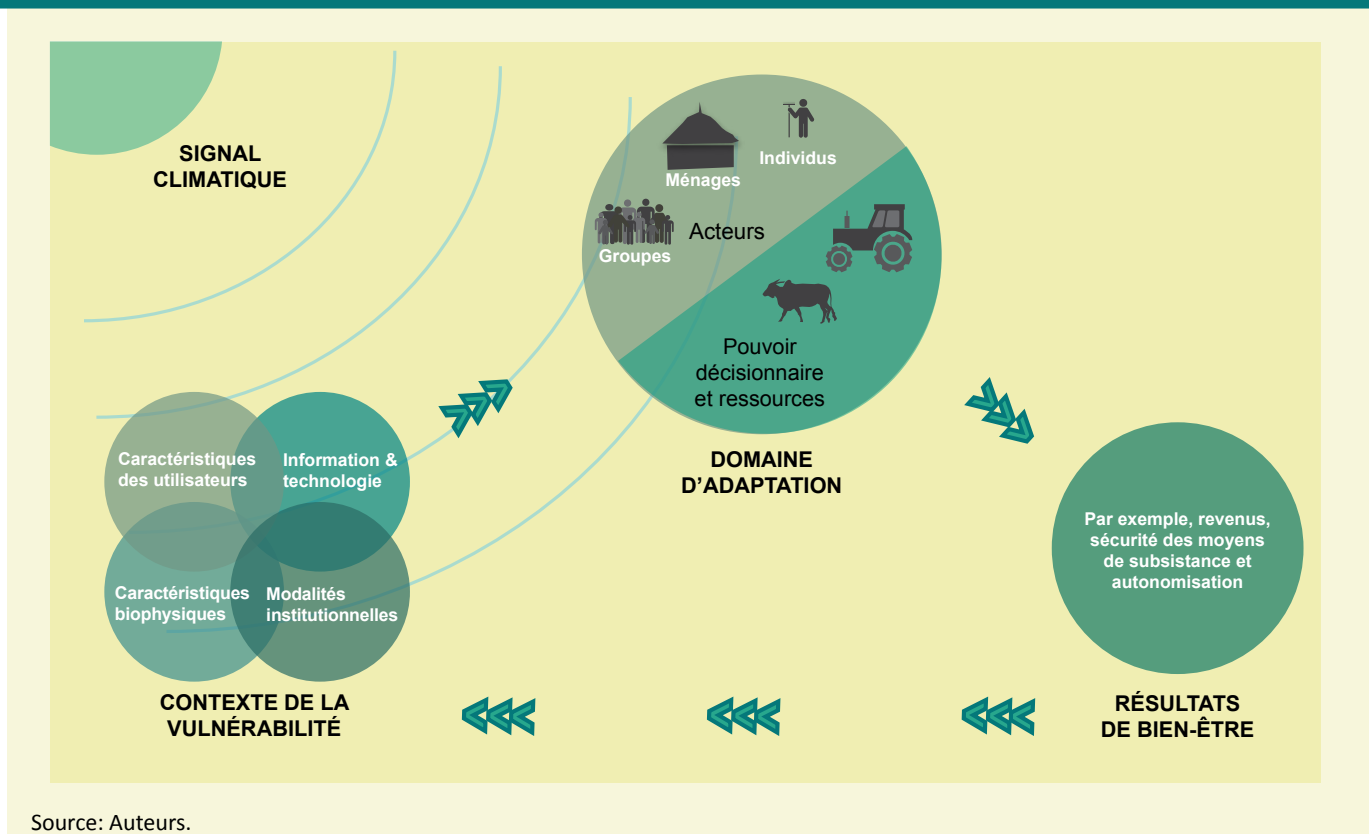 SIGNAL
CLIMATIQUE
Individus
Ménages
Acteurs
Groupes
Pouvoir
décisionnaire
et ressources
DOMAINE
D'ADAPTATION
Caractéristiques
des utilisateurs
Information &
technologie
Caractéristiques
biophysiques
Modalités
institutionnelles
CONTEXTE DE LA
VULNÉRABILITÉ
Par exemple, revenus,
sécurité des moyens
de subsistance et
autonomisation
RÉSULTATS
DE BIEN-ÊTRE
Source: Auteurs.